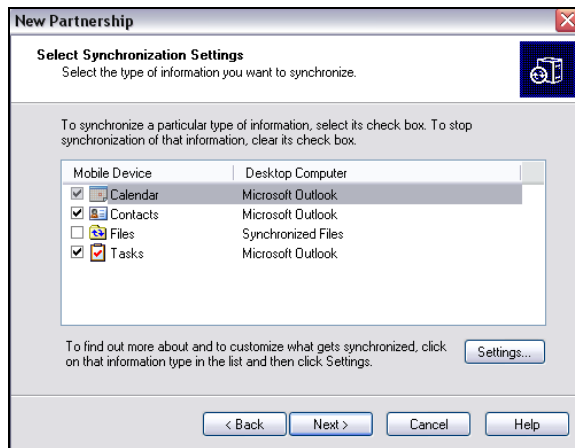 New Partnership
Select Synchronization Settings
Select the type of information you want to synchronize.
To synchronize a particular type of information, select its check box. To stop
synchronization of that information, clear its check box.
Mobile Device Desktop Computer
Calendar Microsoft Outlook
Contacts Microsoft Outlook
Files Synchronized Files
Tasks Microsoft Outlook
To find out more about and to customize what gets synchronized, click
on that information type in the list and then click Settings.
Settings...
< Back Next > Cancel Help